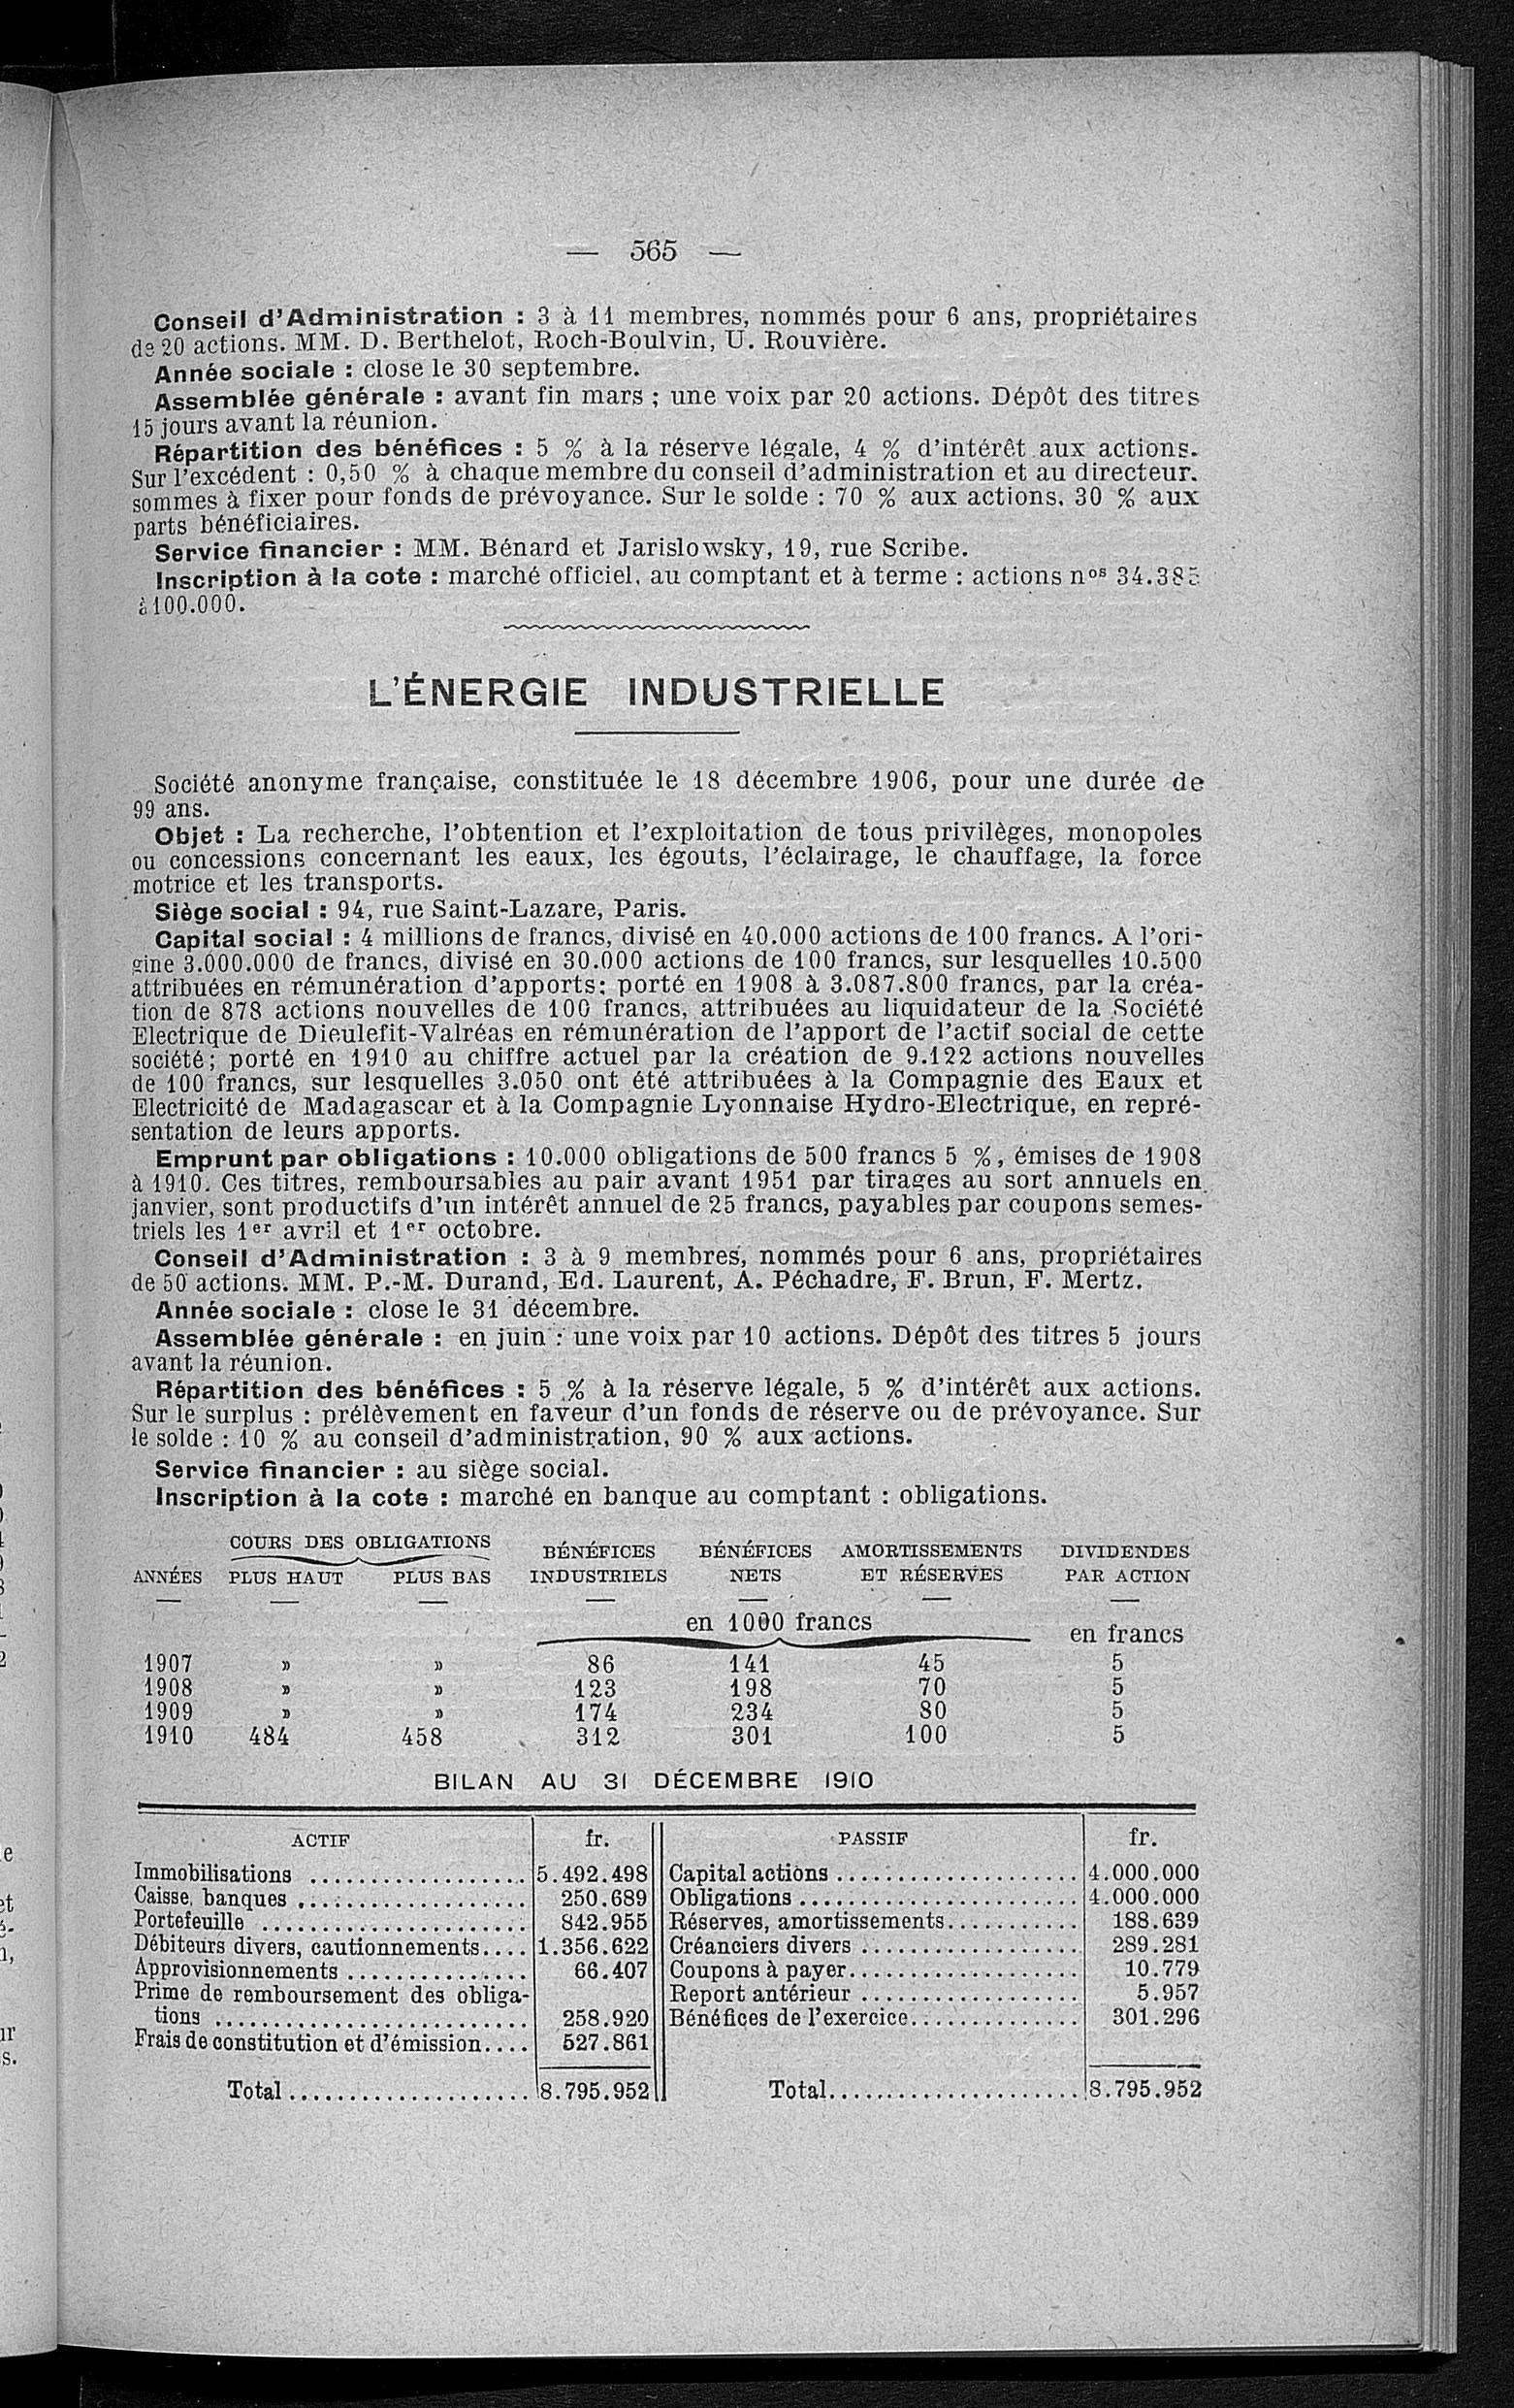 — 565 —
Conseil d'Administration : 3 à 11 membres, nommés pour 6 ans, propriétaires
de 20 actions. MM. D. Berthelot, Roch-Boulvin, U. Rouvière.
Année sociale : close le 30 septembre.
Assemblée générale : avant fin mars ; une voix par 20 actions. Dépôt des titres
15 jours avant la réunion.
Répartition des bénéfices : 5 % à la réserve légale, 4 % d'intérêt aux actions.
Sur l'excédent : 0,50 % à chaque membre du conseil d'administration et au directeur.
sommes à fixer pour fonds de prévoyance. Sur le solde : 70 % aux actions. 30 % aux
parts bénéficiaires.
Service financier : MM. Bénard et Jarislowsky, 19, rue Scribe.
Inscription à la cote : marché officiel, au comptant et à terme : actions nos 34.385
à 100.000.
L'ÉNERGIE INDUSTRIELLE
Société anonyme française, constituée le 18 décembre 1906, pour une durée de
99 ans.
Objet : La recherche, l'obtention et l'exploitation de tous privilèges, monopoles
ou concessions concernant les eaux, les égouts, l'éclairage, le chauffage, la force
motrice et les transports.
Siège social : 94, rue Saint-Lazare, Paris.
Capital social : 4 millions de francs, divisé en 40.000 actions de 100 francs. A l'ori-
gine 3.000.000 de francs, divisé en 30.000 actions de 100 francs, sur lesquelles 10.500
attribuées en rémunération d'apports; porté en 1908 à 3.087.800 francs, par la créa-
tion de 878 actions nouvelles de 100 francs, attribuées au liquidateur de la Société
Electrique de Dieulefit-Valréas en rémunération de l'apport de l'actif social de cette
société; porté en 1910 au chiffre actuel par la création de 9.122 actions nouvelles
de 100 francs, sur lesquelles 3.050 ont été attribuées à la Compagnie des Eaux et
Electricité de Madagascar et à la Compagnie Lyonnaise Hydro-Electrique, en repré-
sentation de leurs apports.
Emprunt par obligations : 10.000 obligations de 500 francs 5 %, émises de 1908
à 1910. Ces titres, remboursables au pair avant 1951 par tirages au sort annuels en
janvier, sont productifs d'un intérêt annuel de 25 francs, payables par coupons semes-
triels les 1er avril et 1er octobre.
Conseil d'Administration : 3 à 9 membres, nommés pour 6 ans, propriétaires
de 50 actions. MM. P.-M. Durand, Ed. Laurent, A. Péchadre, F. Brun, F. Mertz.
Année sociale : close le 31 décembre.
Assemblée générale : en juin : une voix par 10 actions. Dépôt des titres 5 jours
avant la réunion.
Répartition des bénéfices : 5 % à la réserve légale, 5 % d'intérêt aux actions.
Sur le surplus : prélèvement en faveur d'un fonds de réserve ou de prévoyance. Sur
le solde : 10 % au conseil d'administration, 90 % aux actions.
Service financier : au siège social.
Inscription à la cote : marché en banque au comptant : obligations.
COURS DES OBLIGATIONS BÉNÉFICES BÉNÉFICES AMORTISSEMENTS DIVIDENDES
ANNÉES PLUS HAUT PLUS BAS INDUSTRIELS NETS ET RÉSERVES PAR ACTION
en 1000 francs en francs
1907 » » 86 141 45 5
1908 » » 123 198 70 5
1909 » » 174 234 80 5
1910 484 458 312 301 100 5
BILAN AU 31 DÉCEMBRE 1910
ACTIF fr. PASSIF fr.
Immobilisations .................. 5.492.498 Capital actions .................... 4.000.000
Caisse, banques ................... 250.689 Obligations ....................... 4.000.000
Portefeuille ...................... 842.955 Réserves, amortissements........... 188.639
Débiteurs divers, cautionnements.... 1.356.622 Créanciers divers .................. 289.281
Approvisionnements ............... 66.407 Coupons à payer................... 10.779
Prime de remboursement des obliga- Report antérieur .................. 5.957
tions .......................... 258.920 Bénéfices de l'exercice.............. 301.296
Frais de constitution et d'émission.... 527.861
Total .................... 8.795.952 Total..................... 8.795.952